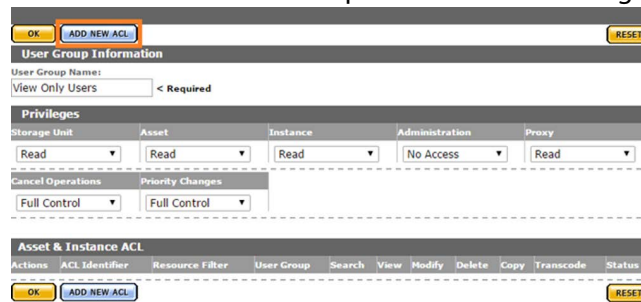 OK ADD NEW ACL RESET
User Group Information
User Group Name:
View Only Users < Required
Privileges
Storage Unit Asset Instance Administration Proxy
Read Read Read No Access Read
Cancel Operations Priority Changes
Full Control Full Control
Asset & Instance ACL
Actions ACL Identifier Resource Filter User Group Search View Modify Delete Copy Transcode Status
OK ADD NEW ACL RESET